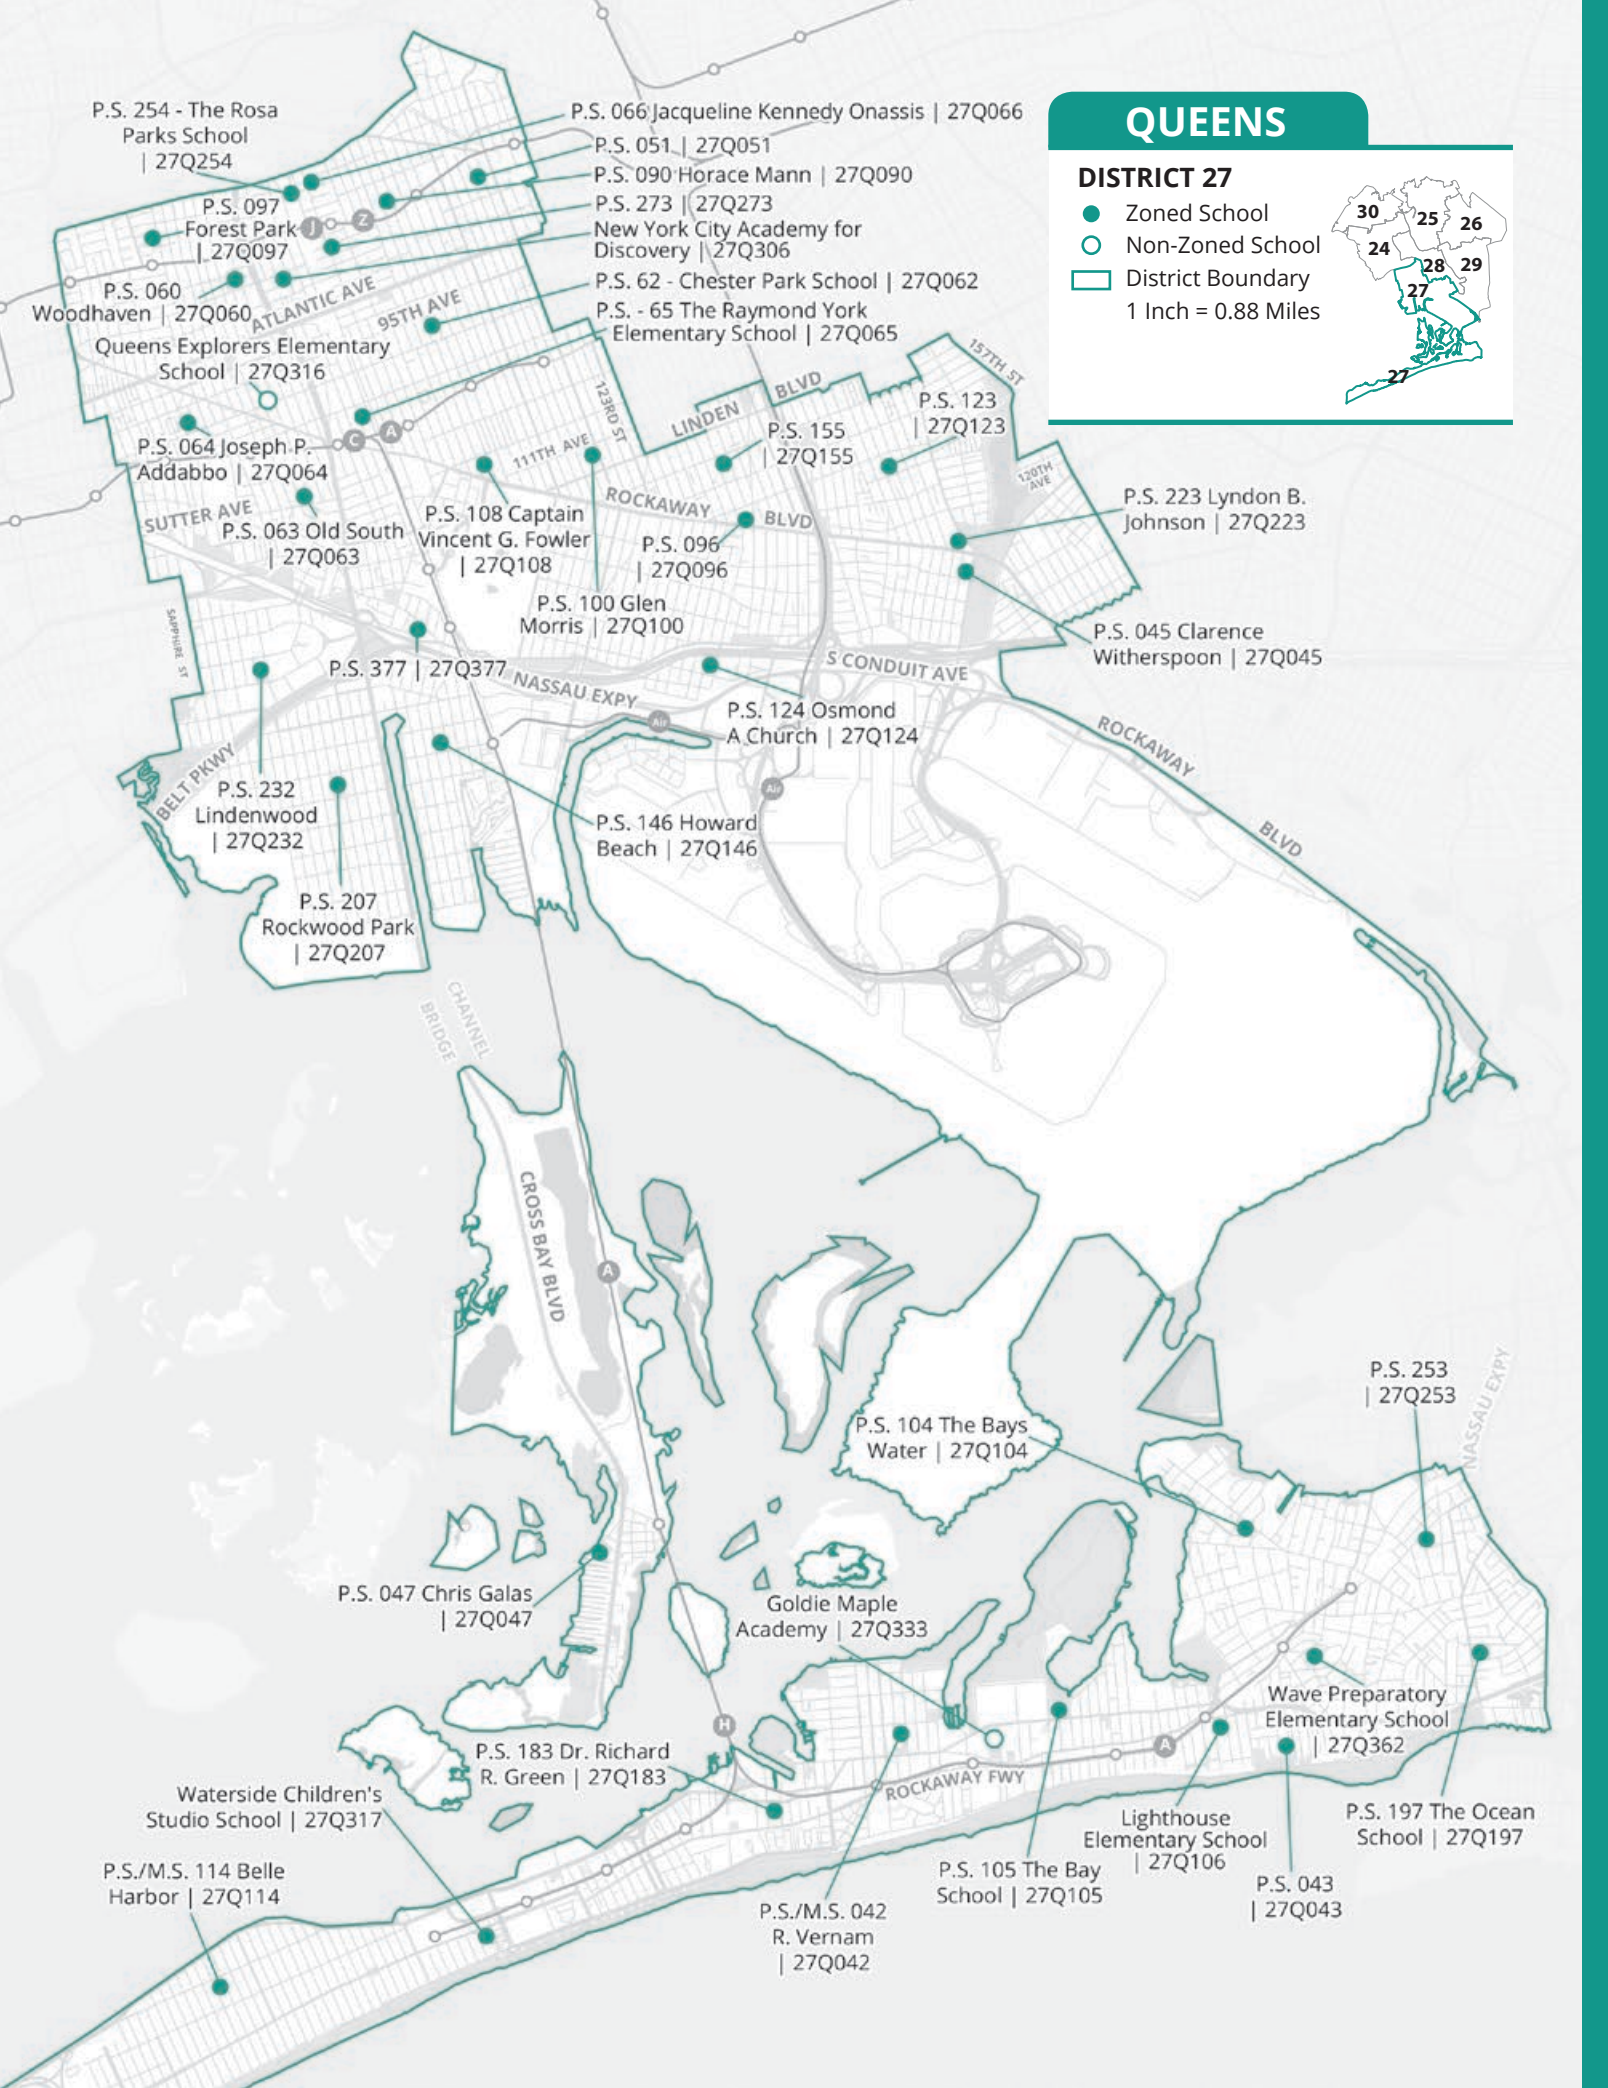 P.S. 254 - The Rosa
Parks School
| 27Q254
P.S. 066 Jacqueline Kennedy Onassis | 27Q066
P.S. 051 | 27Q051
P.S. 090 Horace Mann | 27Q090
P.S. 273 | 27Q273
New York City Academy for
Discovery | 27Q306
P.S. 097
Forest Park
| 27Q097
J
Z
P.S. 060
Woodhaven | 27Q060
ATLANTIC AVE
95TH AVE
P.S. 62 - Chester Park School | 27Q062
P.S. - 65 The Raymond York
Elementary School | 27Q065
Queens Explorers Elementary
School | 27Q316
QUEENS
DISTRICT 27
Zoned School
Non-Zoned School
District Boundary
1 Inch = 0.88 Miles
30
25
26
24
28
29
27
27
157TH ST
LINDEN
BLVD
123RD ST
P.S. 123
| 27Q123
P.S. 155
| 27Q155
C
A
111TH AVE
120TH
AVE
P.S. 064 Joseph P.
Addabbo | 27Q064
SUTTER AVE
P.S. 063 Old South
| 27Q063
P.S. 108 Captain
Vincent G. Fowler
| 27Q108
ROCKAWAY
BLVD
P.S. 096
| 27Q096
P.S. 223 Lyndon B.
Johnson | 27Q223
P.S. 100 Glen
Morris | 27Q100
SAPPHIRE ST
P.S. 045 Clarence
Witherspoon | 27Q045
P.S. 377 | 27Q377
NASSAU EXPY
S CONDUIT AVE
P.S. 124 Osmond
A Church | 27Q124
Air
Air
ROCKAWAY
BLVD
BELT PKWY
P.S. 232
Lindenwood
| 27Q232
P.S. 146 Howard
Beach | 27Q146
P.S. 207
Rockwood Park
| 27Q207
CHANNEL
BRIDGE
CROSS BAY BLVD
A
P.S. 253
| 27Q253
NASSAU EXPY
P.S. 104 The Bays
Water | 27Q104
P.S. 047 Chris Galas
| 27Q047
Goldie Maple
Academy | 27Q333
Wave Preparatory
Elementary School
| 27Q362
H
A
P.S. 183 Dr. Richard
R. Green | 27Q183
ROCKAWAY FWY
Waterside Children's
Studio School | 27Q317
Lighthouse
Elementary School
| 27Q106
P.S. 197 The Ocean
School | 27Q197
P.S./M.S. 114 Belle
Harbor | 27Q114
P.S. 105 The Bay
School | 27Q105
P.S. 043
| 27Q043
P.S./M.S. 042
R. Vernam
| 27Q042